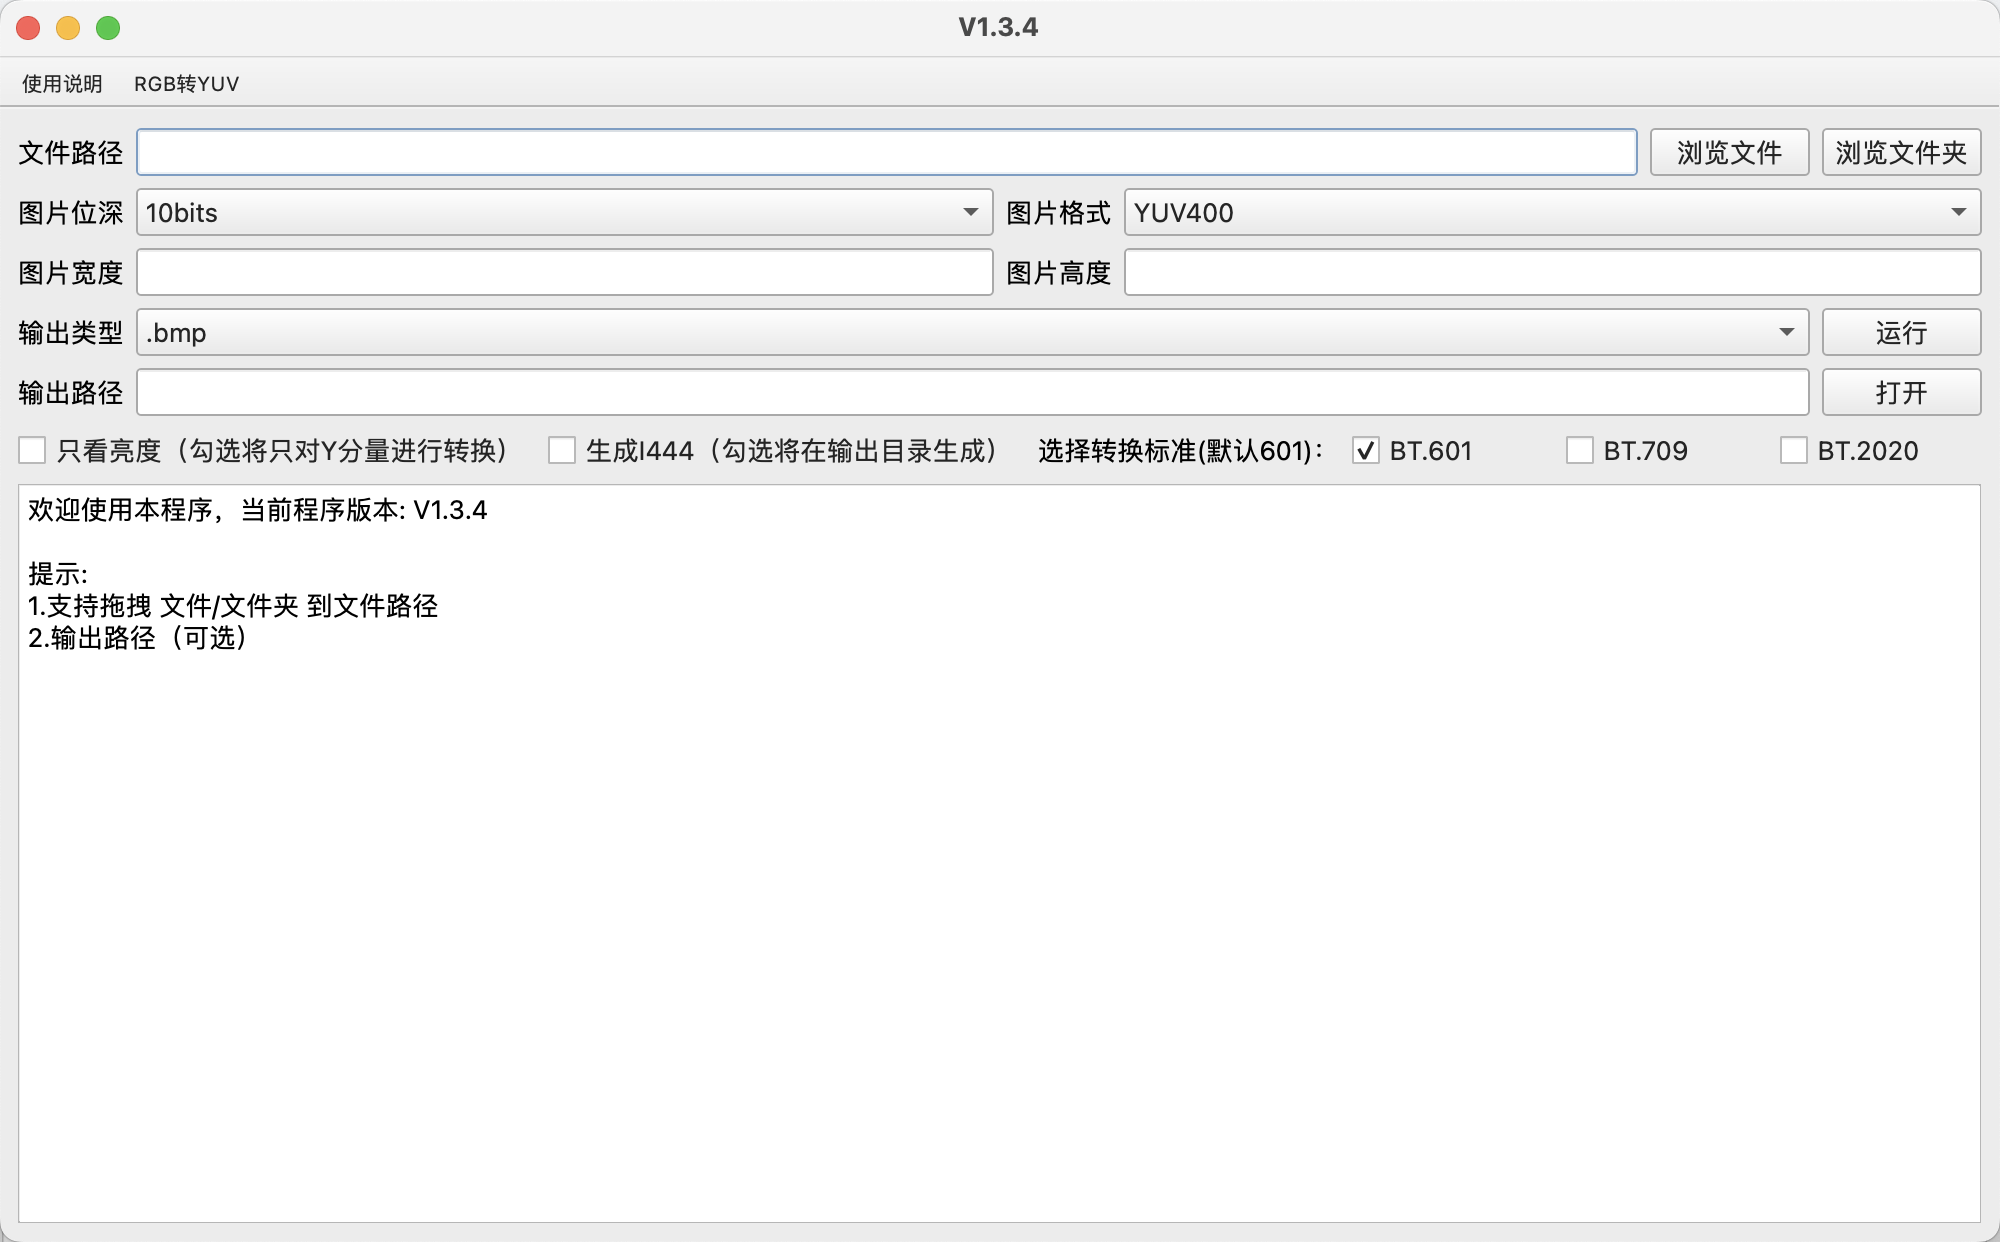 V1.3.4
使用说明 RGB转YUV
文件路径 浏览文件 浏览文件夹
图片位深 10bits 图片格式 YUV400
图片宽度 图片高度
输出类型 .bmp 运行
输出路径 打开
只看亮度（勾选将只对Y分量进行转换） 生成I444（勾选将在输出目录生成） 选择转换标准(默认601)： BT.601 BT.709 BT.2020
欢迎使用本程序，当前程序版本: V1.3.4
提示:
1.支持拖拽 文件/文件夹 到文件路径
2.输出路径（可选）